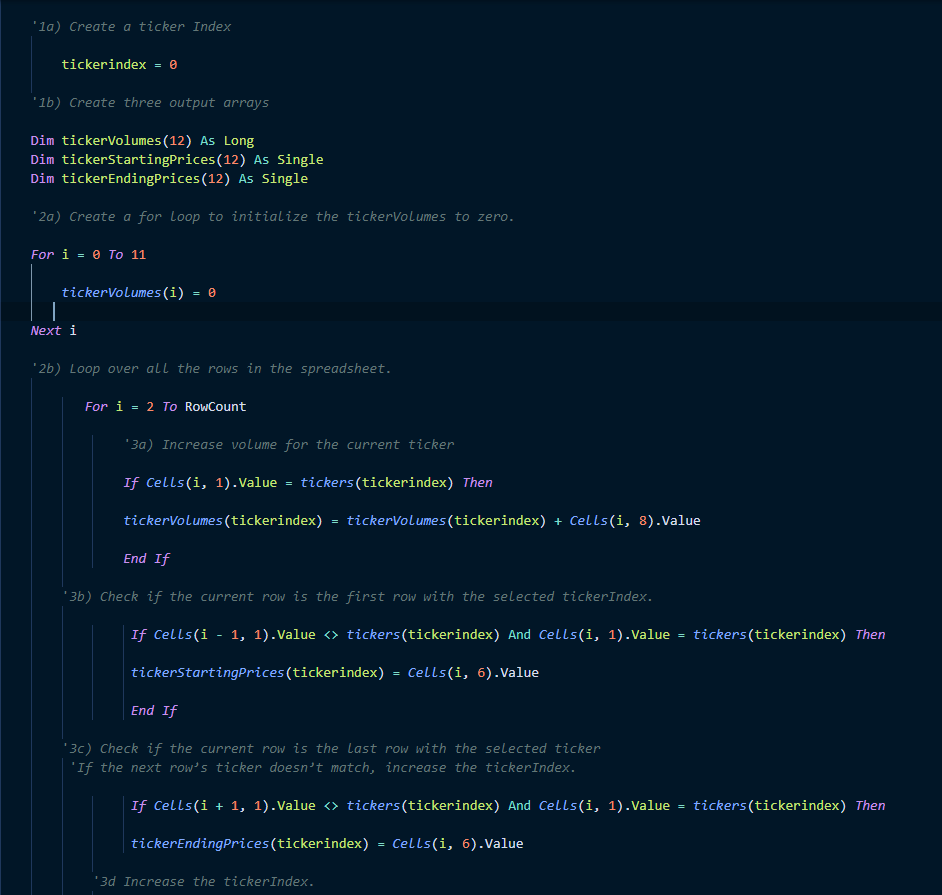 '1a) Create a ticker Index
tickerindex = 0
'1b) Create three output arrays
Dim tickerVolumes(12) As Long
Dim tickerStartingPrices(12) As Single
Dim tickerEndingPrices(12) As Single
'2a) Create a for loop to initialize the tickerVolumes to zero.
For i = 0 To 11
tickerVolumes(i) = 0
Next i
'2b) Loop over all the rows in the spreadsheet.
For i = 2 To RowCount
'3a) Increase volume for the current ticker
If Cells(i, 1).Value = tickers(tickerindex) Then
tickerVolumes(tickerindex) = tickerVolumes(tickerindex) + Cells(i, 8).Value
End If
'3b) Check if the current row is the first row with the selected tickerIndex.
If Cells(i - 1, 1).Value <> tickers(tickerindex) And Cells(i, 1).Value = tickers(tickerindex) Then
tickerStartingPrices(tickerindex) = Cells(i, 6).Value
End If
'3c) Check if the current row is the last row with the selected ticker
'If the next row's ticker doesn't match, increase the tickerIndex.
If Cells(i + 1, 1).Value <> tickers(tickerindex) And Cells(i, 1).Value = tickers(tickerindex) Then
tickerEndingPrices(tickerindex) = Cells(i, 6).Value
'3d Increase the tickerIndex.